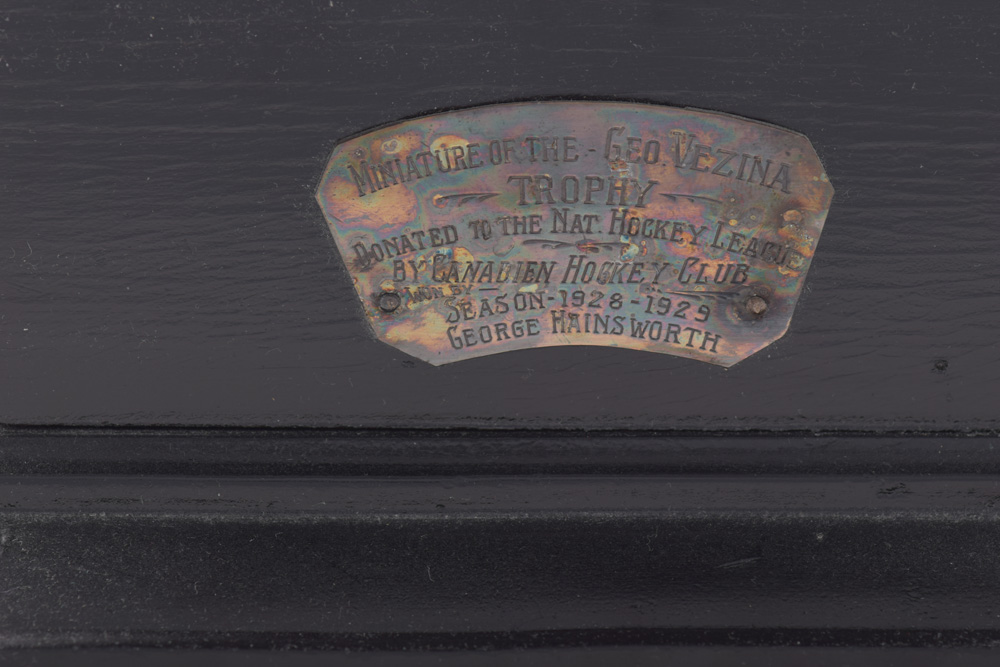 MINIATURE OF THE - GEO. VEZINA
TROPHY
DONATED TO THE NAT. HOCKEY LEAGUE
BY CANADIEN HOCKEY CLUB
WON BY
SEASON - 1928 - 1929
GEORGE HAINSWORTH